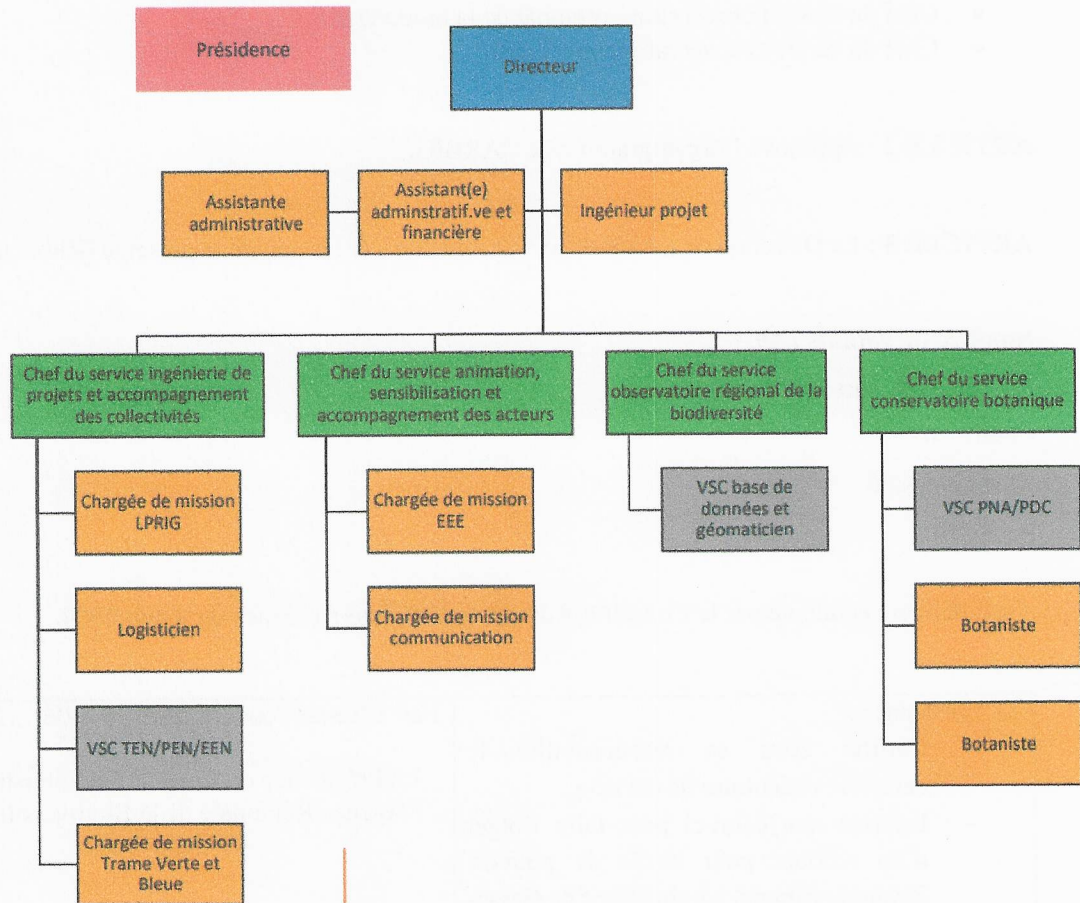 Présidence
Directeur
Assistante
administrative
Assistant(e)
adminstratif.ve et
financière
Ingénieur projet
Chef du service ingénierie de
projets et accompagnement
des collectivités
Chef du service animation,
sensibilisation et
accompagnement des acteurs
Chef du service
observatoire régional de la
biodiversité
Chef du service
conservatoire botanique
Chargée de mission
LPRIG
Logisticien
VSC TEN/PEN/EEN
Chargée de mission
Trame Verte et
Bleue
Chargée de mission
EEE
Chargée de mission
communication
VSC base de
données et
géomaticien
VSC PNA/PDC
Botaniste
Botaniste